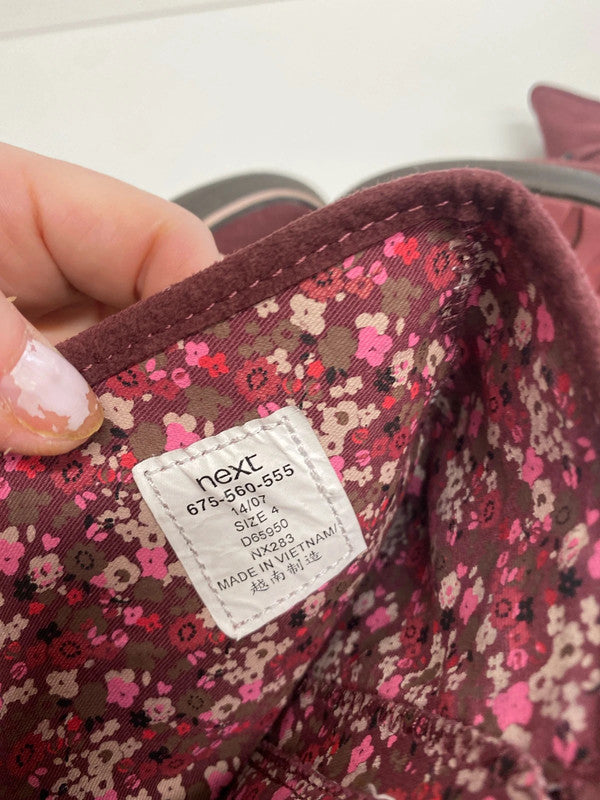 next
675-560-555
14/07
SIZE 4
D65950
NX283
MADE IN VIETNAM/
越南制造